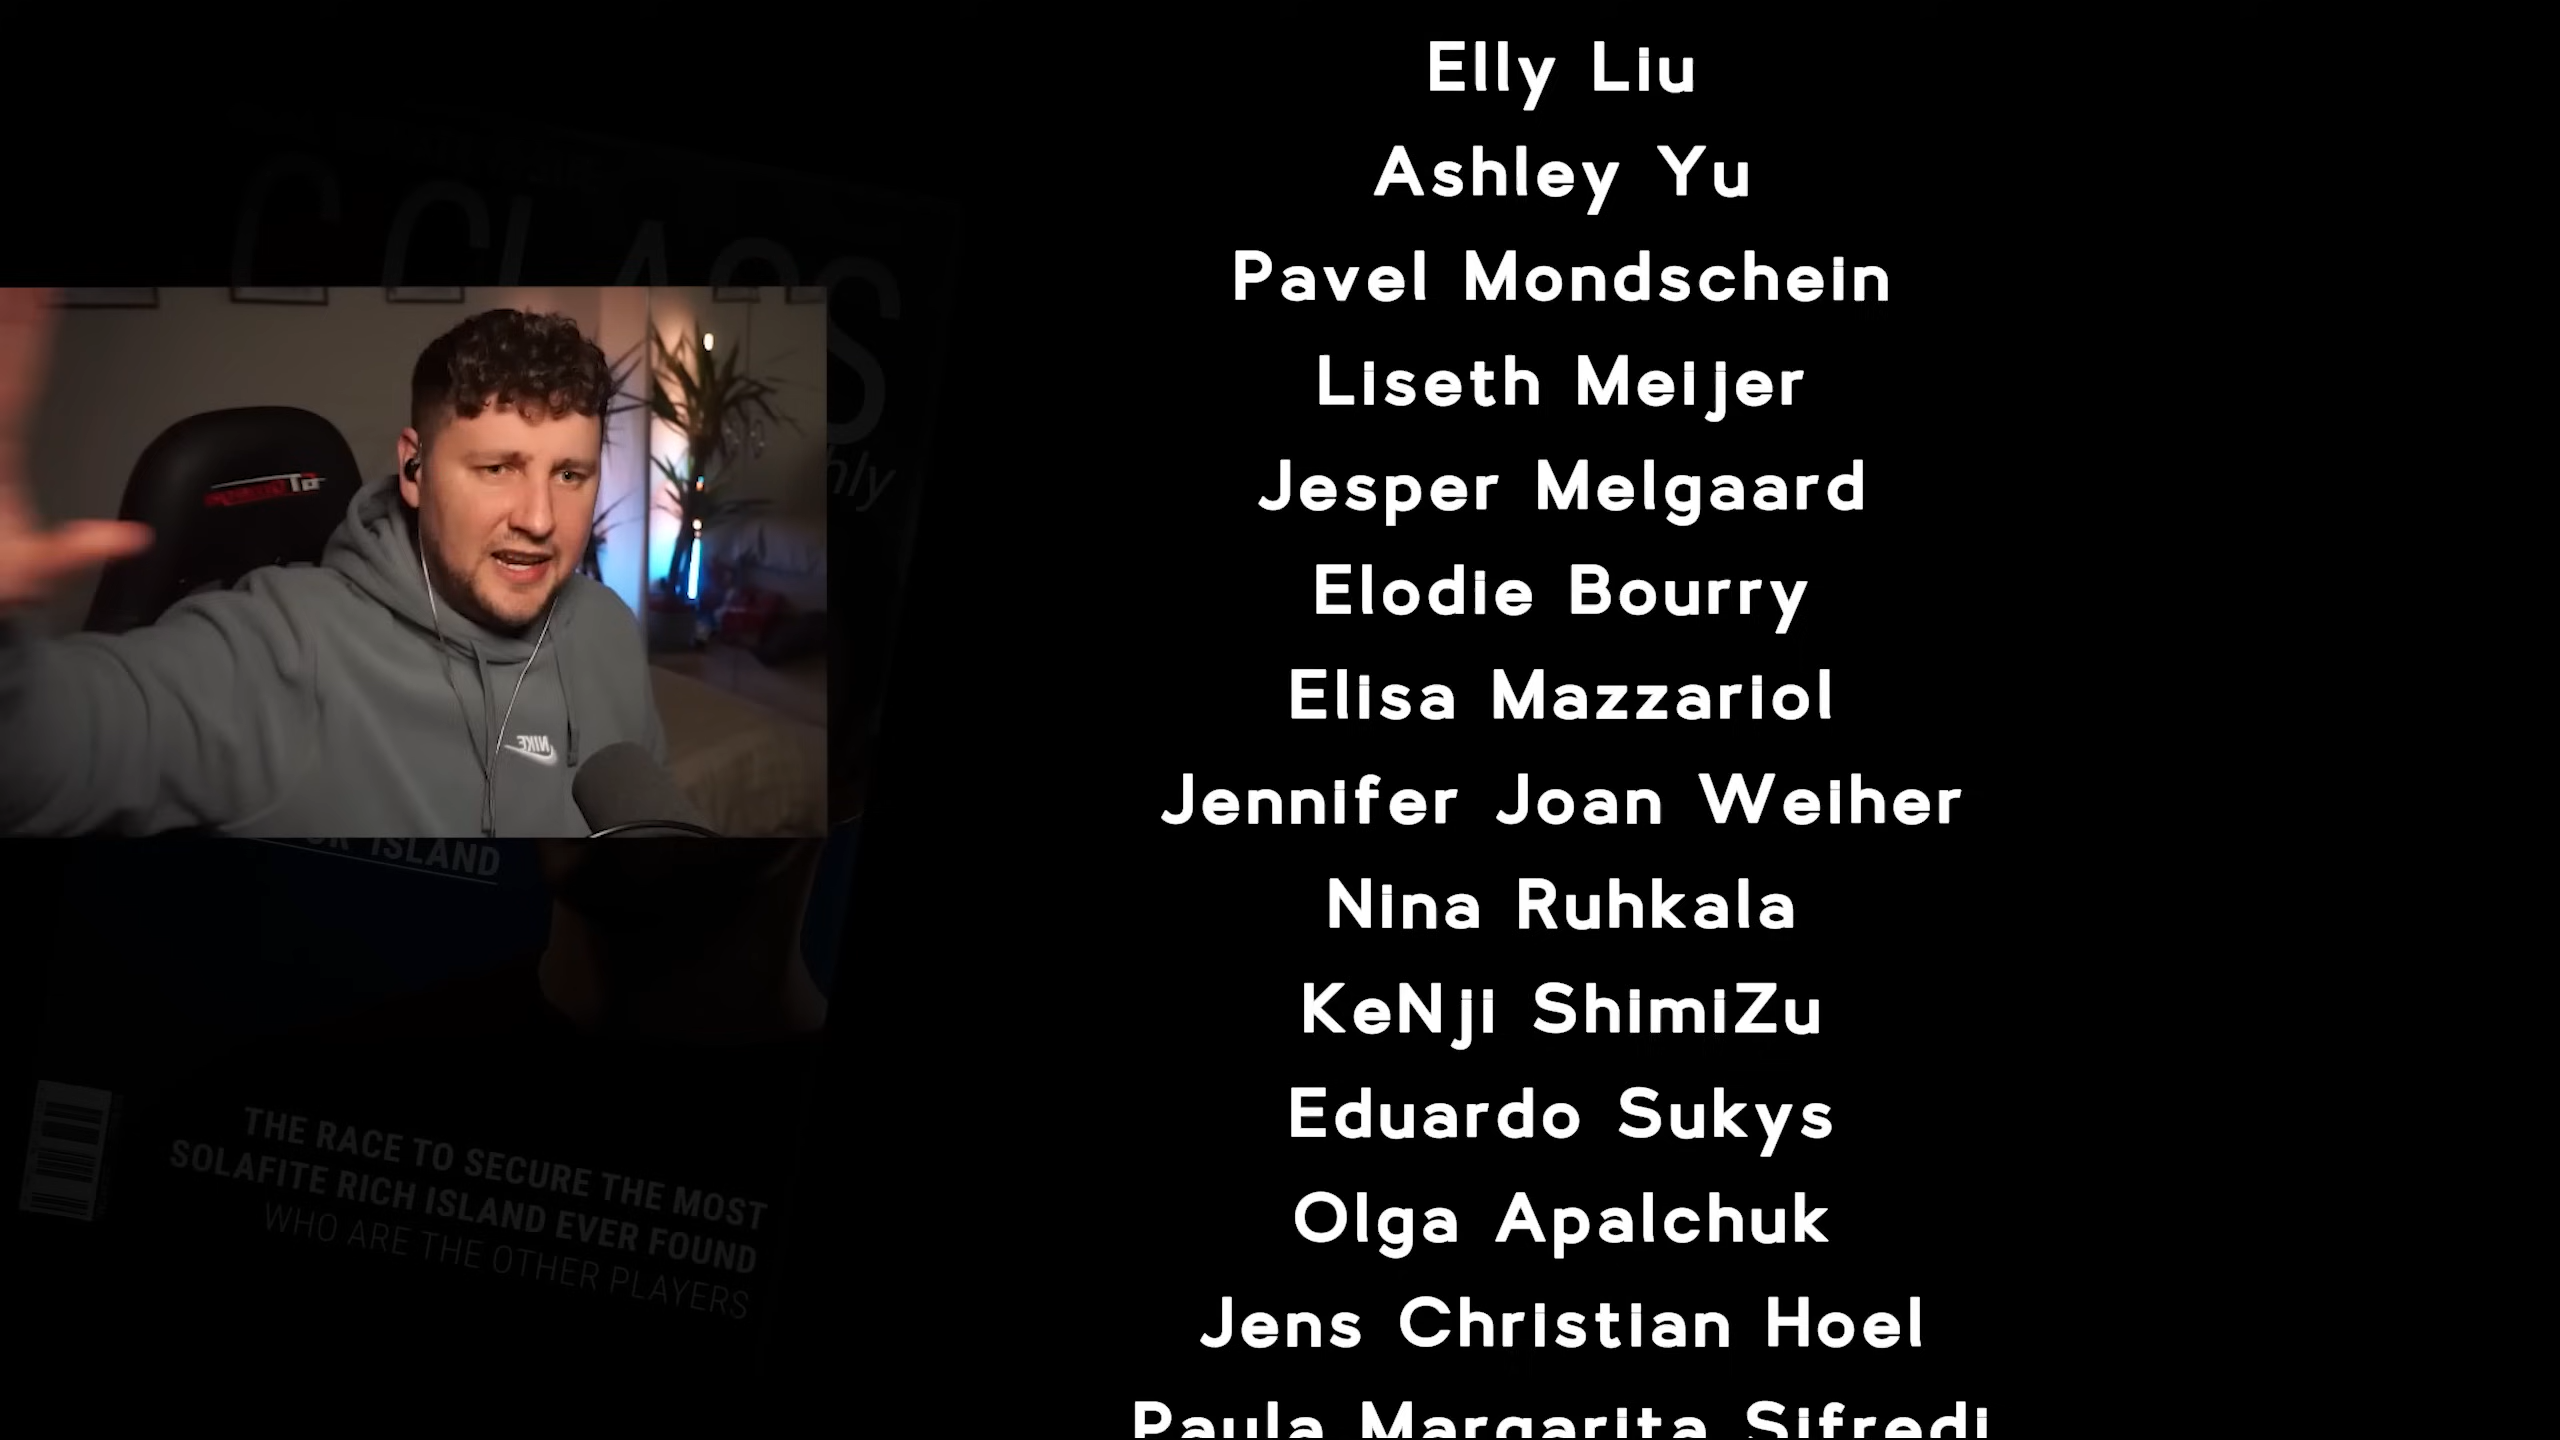 Elly Liu
Ashley Yu
Pavel Mondschein
Liseth Meijer
Jesper Melgaard
Elodie Bourry
Elisa Mazzariol
Jennifer Joan Weiher
Nina Ruhkala
KeNji ShimiZu
Eduardo Sukys
Olga Apalchuk
Jens Christian Hoel
Paula Margarita Sifredi
NIKE
ISLAND
THE RACE TO SECURE THE MOST
SOLAFITE RICH ISLAND EVER FOUND
WHO ARE THE OTHER PLAYERS